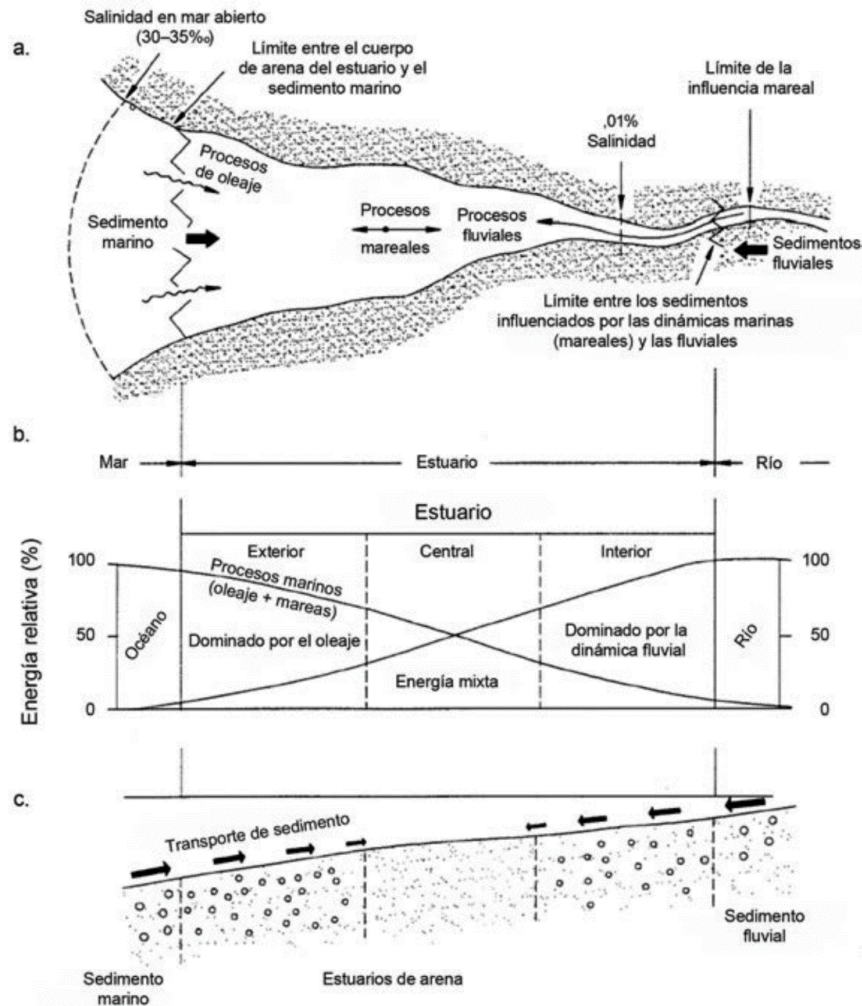 a.
Salinidad en mar abierto
(30–35‰)
Límite entre el cuerpo
de arena del estuario y el
sedimento marino
Límite de la
influencia mareal
,01%
Salinidad
Procesos
de oleaje
Sedimento
marino
Procesos
mareales
Procesos
fluviales
Sedimentos
fluviales
Límite entre los sedimentos
influenciados por las dinámicas marinas
(mareales) y las fluviales
b.
Mar
Estuario
Río
Estuario
Exterior
Central
Interior
Energía relativa (%)
100
50
0
Océano
Procesos marinos
(oleaje + mareas)
Dominado por el oleaje
Energía mixta
Dominado por la
dinámica fluvial
Río
100
50
0
c.
Transporte de sedimento
Sedimento
marino
Estuarios de arena
Sedimento
fluvial